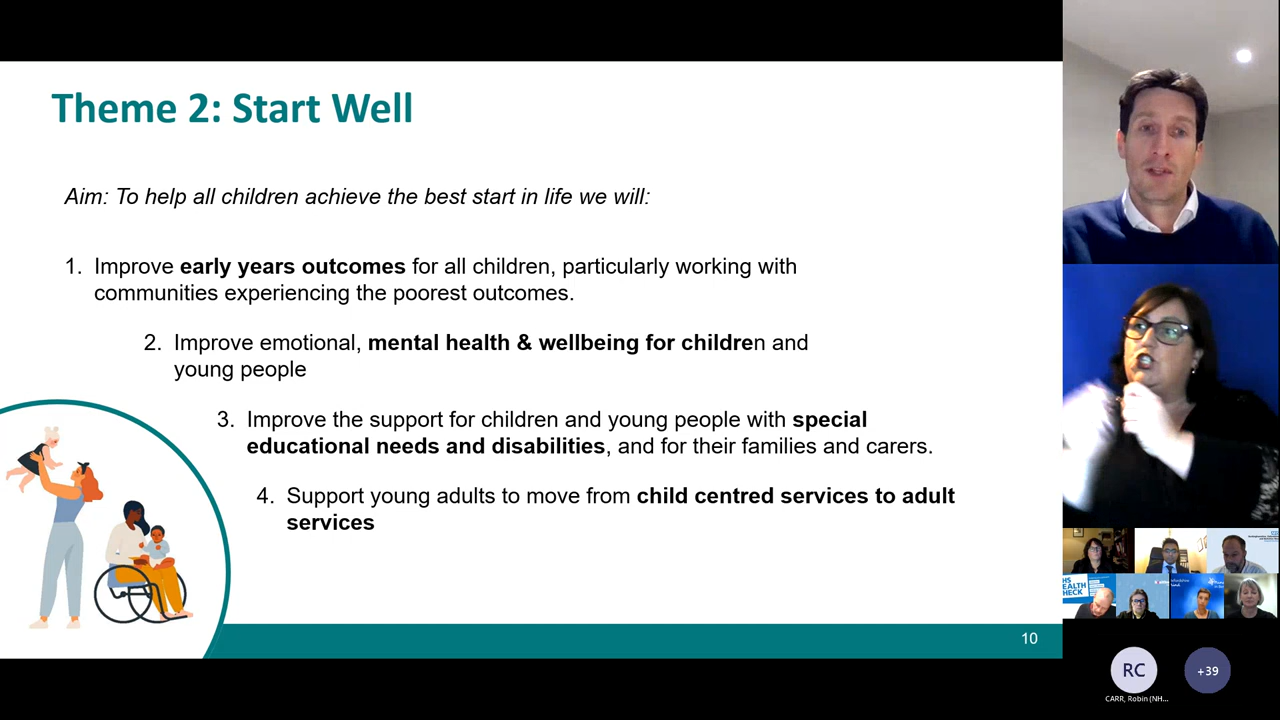 Theme 2: Start Well
Aim: To help all children achieve the best start in life we will:
1. Improve early years outcomes for all children, particularly working with
communities experiencing the poorest outcomes.
2. Improve emotional, mental health & wellbeing for children and
young people
3. Improve the support for children and young people with special
educational needs and disabilities, and for their families and carers.
4. Support young adults to move from child centred services to adult
services
10
HS
EALTH
ECK
RC
+39
CARR, Robin (NH...